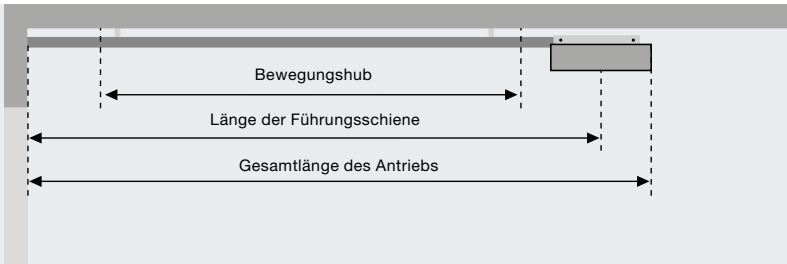 Bewegungshub
Länge der Führungsschiene
Gesamtlänge des Antriebs